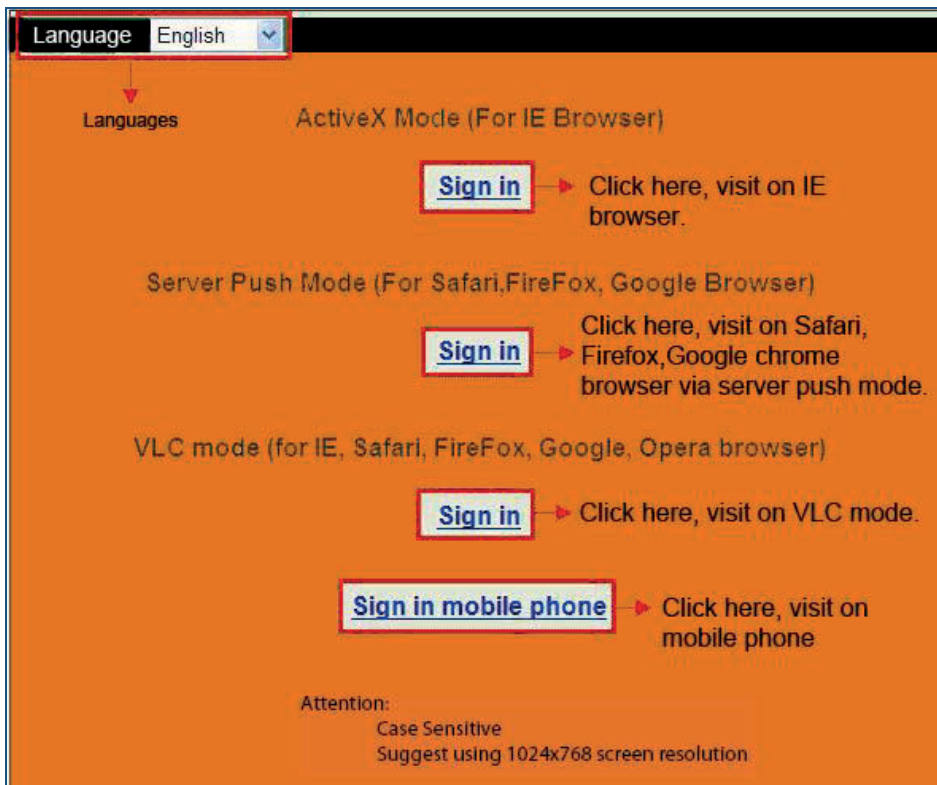 Language English
Languages
ActiveX Mode (For IE Browser)
Sign in
Click here, visit on IE
browser.
Server Push Mode (For Safari,FireFox, Google Browser)
Sign in
Click here, visit on Safari,
Firefox,Google chrome
browser via server push mode.
VLC mode (for IE, Safari, FireFox, Google, Opera browser)
Sign in
Click here, visit on VLC mode.
Sign in mobile phone
Click here, visit on
mobile phone
Attention:
Case Sensitive
Suggest using 1024x768 screen resolution